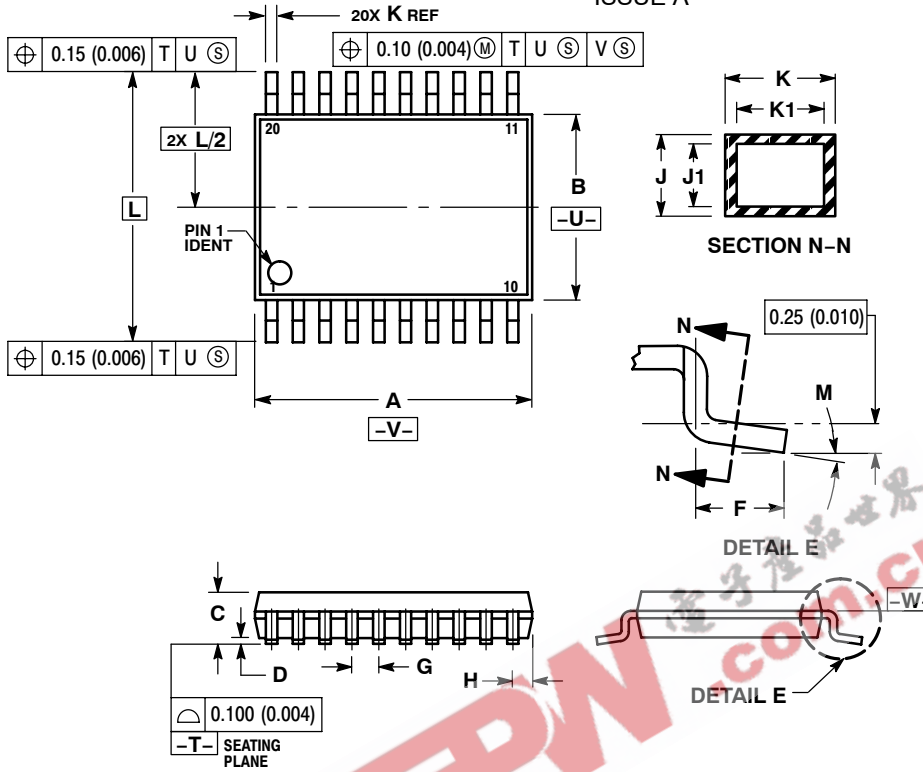 ISSUE A
20X K REF
0.15 (0.006) T U Ⓢ
0.10 (0.004) Ⓜ T U Ⓢ V Ⓢ
K
K1
20
11
2X L/2
J
J1
B
L
-U-
PIN 1
IDENT
SECTION N-N
1
10
0.25 (0.010)
N
0.15 (0.006) T U Ⓢ
M
A
-V-
N
F
DETAIL E
C
-W-
D
G
H
DETAIL E
0.100 (0.004)
-T- SEATING
PLANE
.com.c